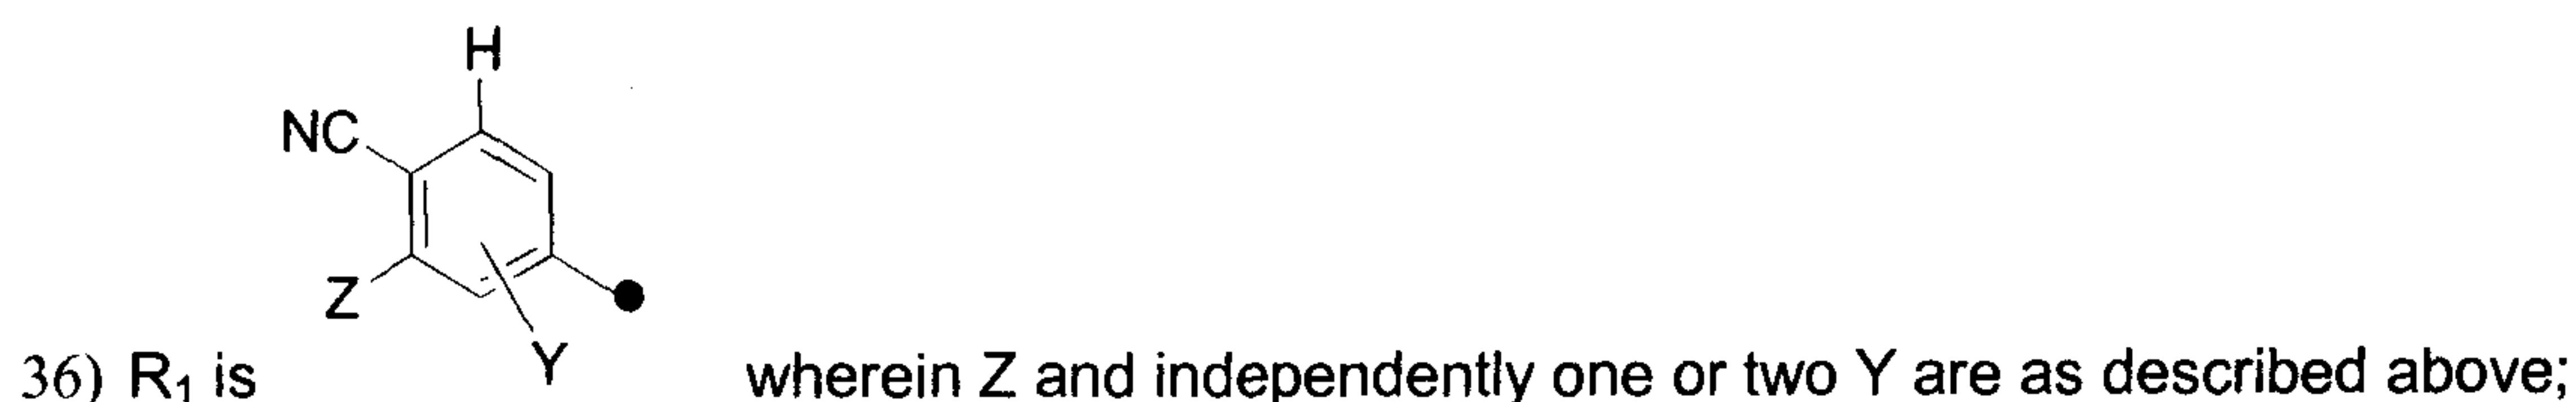 H
NC
Z
Y
36) R₁ is wherein Z and independently one or two Y are as described above;